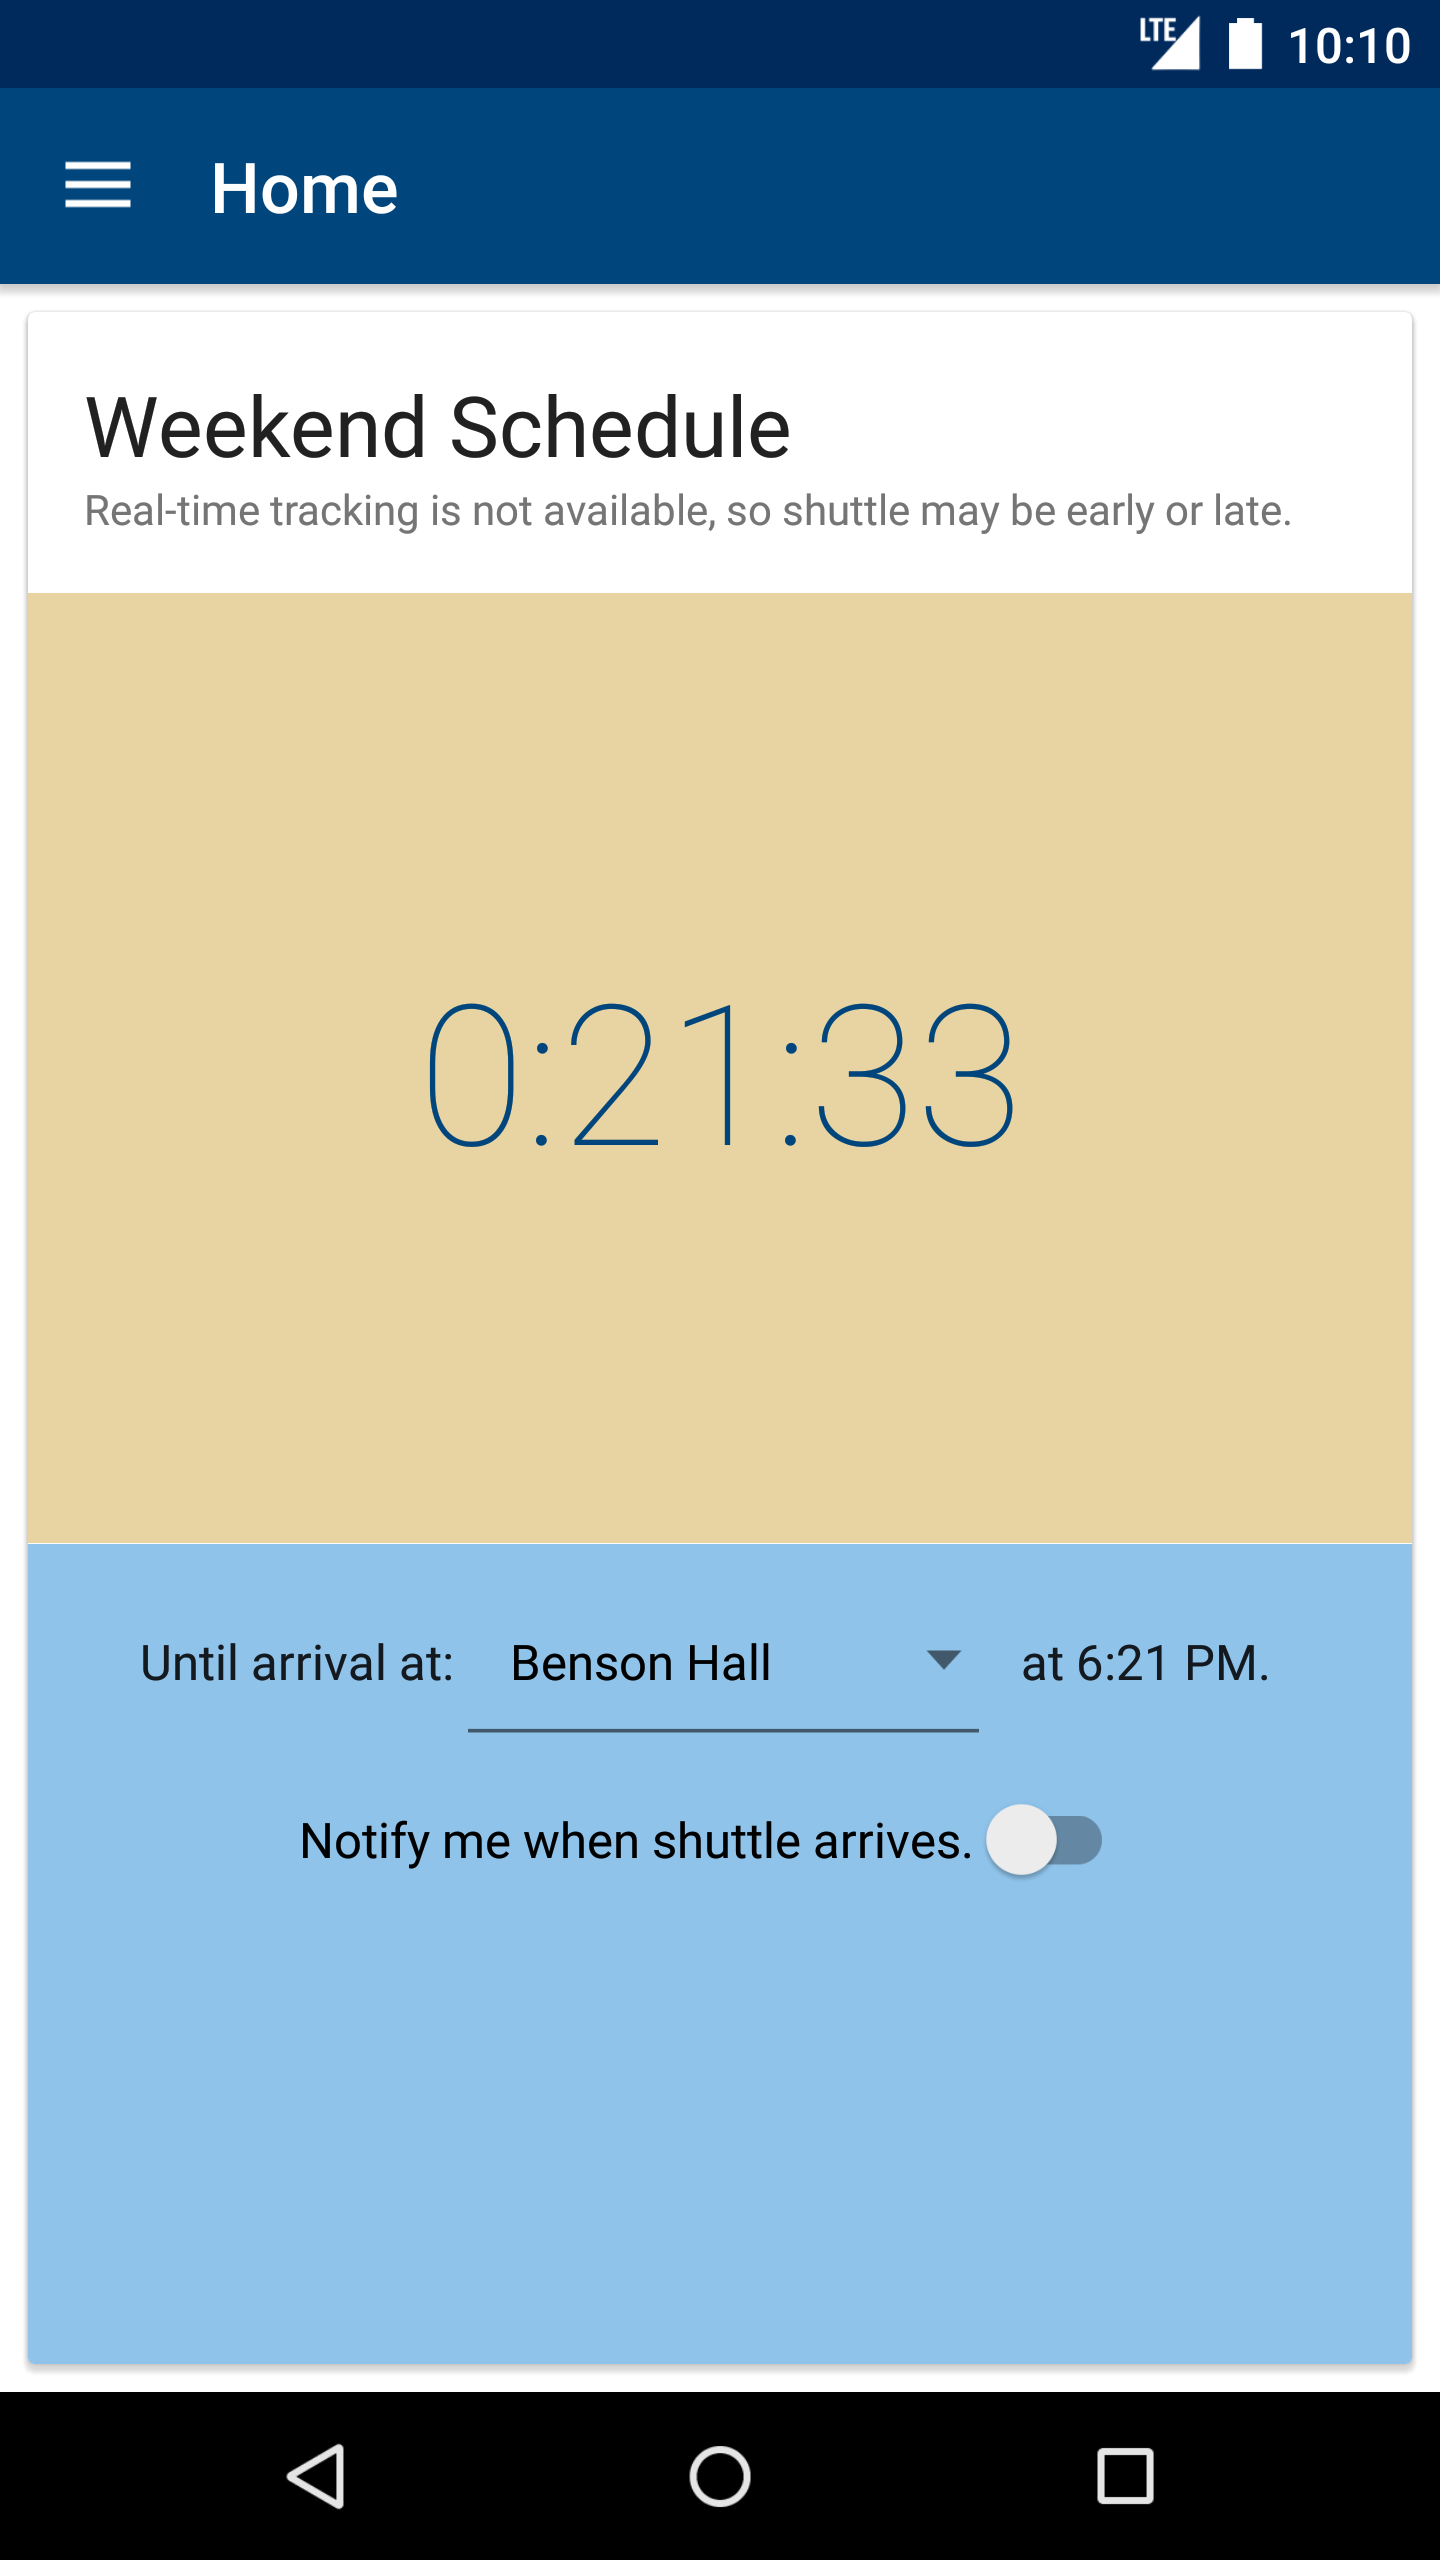 LTE 10:10
Home
Weekend Schedule
Real-time tracking is not available, so shuttle may be early or late.
0:21:33
Until arrival at: Benson Hall at 6:21 PM.
Notify me when shuttle arrives.